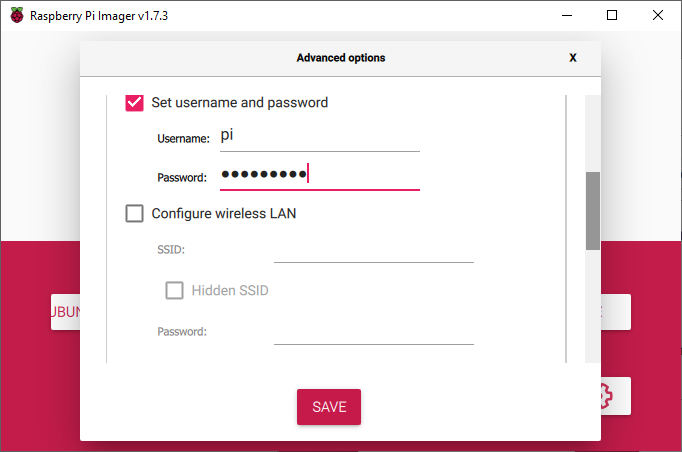 Raspberry Pi Imager v1.7.3
Advanced options
X
Set username and password
Username: pi
Password: •••••••••
Configure wireless LAN
SSID:
Hidden SSID
Password:
SAVE